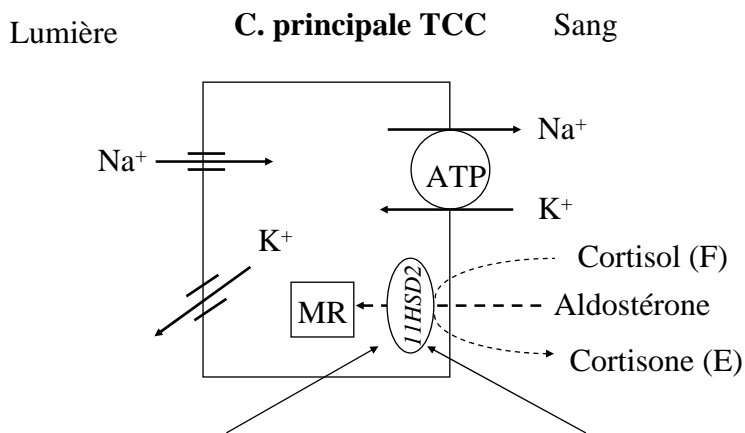 Lumière
C. principale TCC
Sang
Na⁺
Na⁺
ATP
K⁺
K⁺
Cortisol (F)
11HSD2
MR
Aldostérone
Cortisone (E)